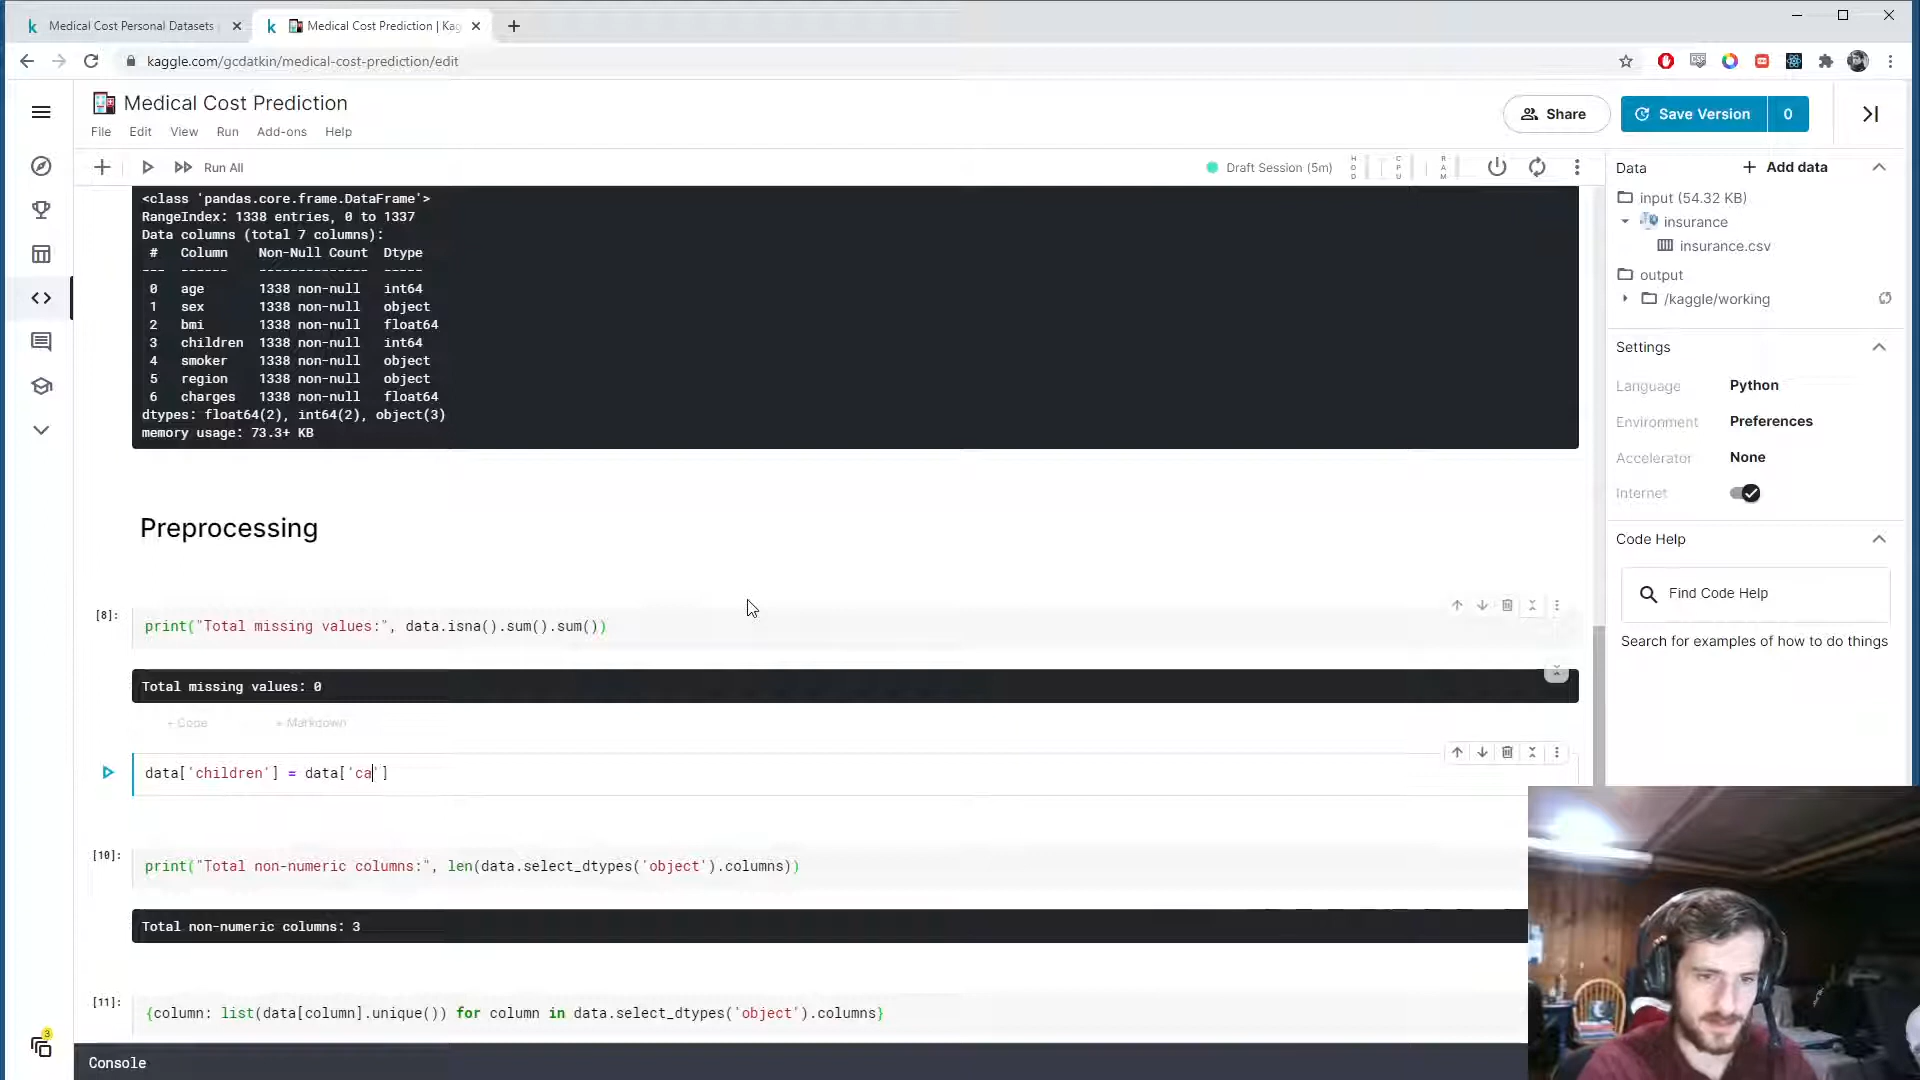 Medical Cost Personal Datasets
Medical Cost Prediction | Kag
kaggle.com/gcdatkin/medical-cost-prediction/edit
Medical Cost Prediction
File Edit View Run Add-ons Help
Share
Save Version 0
Run All
Draft Session (5m)
HDD
CPU
RAM
<class 'pandas.core.frame.DataFrame'>
RangeIndex: 1338 entries, 0 to 1337
Data columns (total 7 columns):
# Column Non-Null Count Dtype
--- ------ -------------- -----
0 age 1338 non-null int64
1 sex 1338 non-null object
2 bmi 1338 non-null float64
3 children 1338 non-null int64
4 smoker 1338 non-null object
5 region 1338 non-null object
6 charges 1338 non-null float64
dtypes: float64(2), int64(2), object(3)
memory usage: 73.3+ KB
Preprocessing
[8]:
print("Total missing values:", data.isna().sum().sum())
Total missing values: 0
+ Code + Markdown
data['children'] = data['ca']
[10]:
print("Total non-numeric columns:", len(data.select_dtypes('object').columns))
Total non-numeric columns: 3
[11]:
{column: list(data[column].unique()) for column in data.select_dtypes('object').columns}
Console
3
Data
+ Add data
input (54.32 KB)
insurance
insurance.csv
output
/kaggle/working
Settings
Language Python
Environment Preferences
Accelerator None
Internet
Code Help
Find Code Help
Search for examples of how to do things